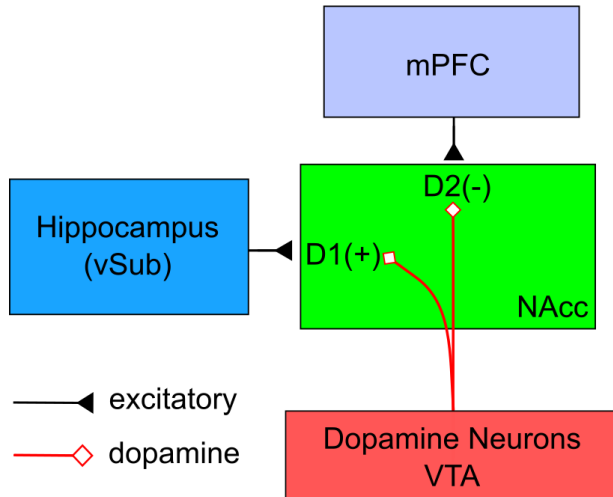 mPFC
D2(-)
Hippocampus
(vSub)
D1(+)
NAcc
excitatory
dopamine
Dopamine Neurons
VTA